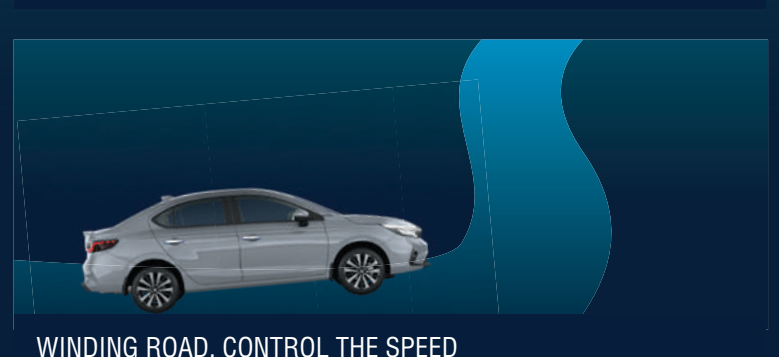 WINDING ROAD, CONTROL THE SPEED